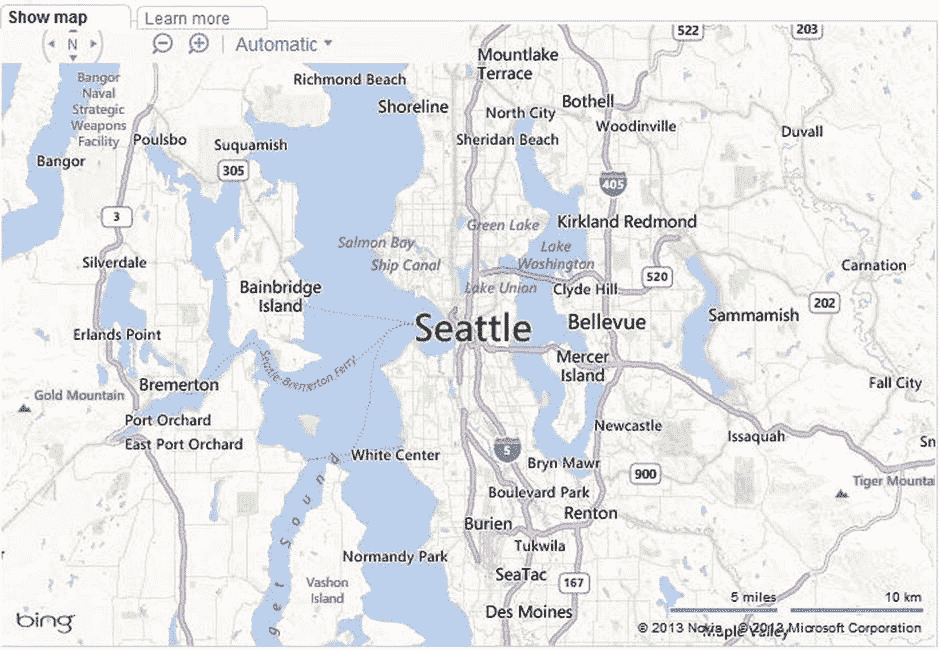 Show map
Learn more
N
Automatic
522
203
Mountlake
Terrace
Richmond Beach
Bangor
Naval
Strategic
Weapons
Facility
Shoreline
Bothell
North City
Woodinville
Duvall
Poulsbo
Suquamish
Sheridan Beach
Bangor
305
405
3
Green Lake
Kirkland
Redmond
Salmon Bay
Ship Canal
Lake
Washington
Silverdale
Carnation
520
Bainbridge
Island
Lake Union
Clyde Hill
202
Seattle
Bellevue
Sammamish
Erlands Point
Seattle-Bremerton Ferry
Mercer
Island
Bremerton
Fall City
Gold Mountain
Port Orchard
East Port Orchard
Newcastle
Issaquah
Sn
White Center
5
Bryn Mawr
900
Tiger Mounta
Boulevard Park
Renton
Burien
get Sound
Tukwila
Normandy Park
SeaTac
167
Vashon
Island
Des Moines
5 miles
10 km
bing
© 2013 Nokia
© 2013 Microsoft Corporation
Maple Valley